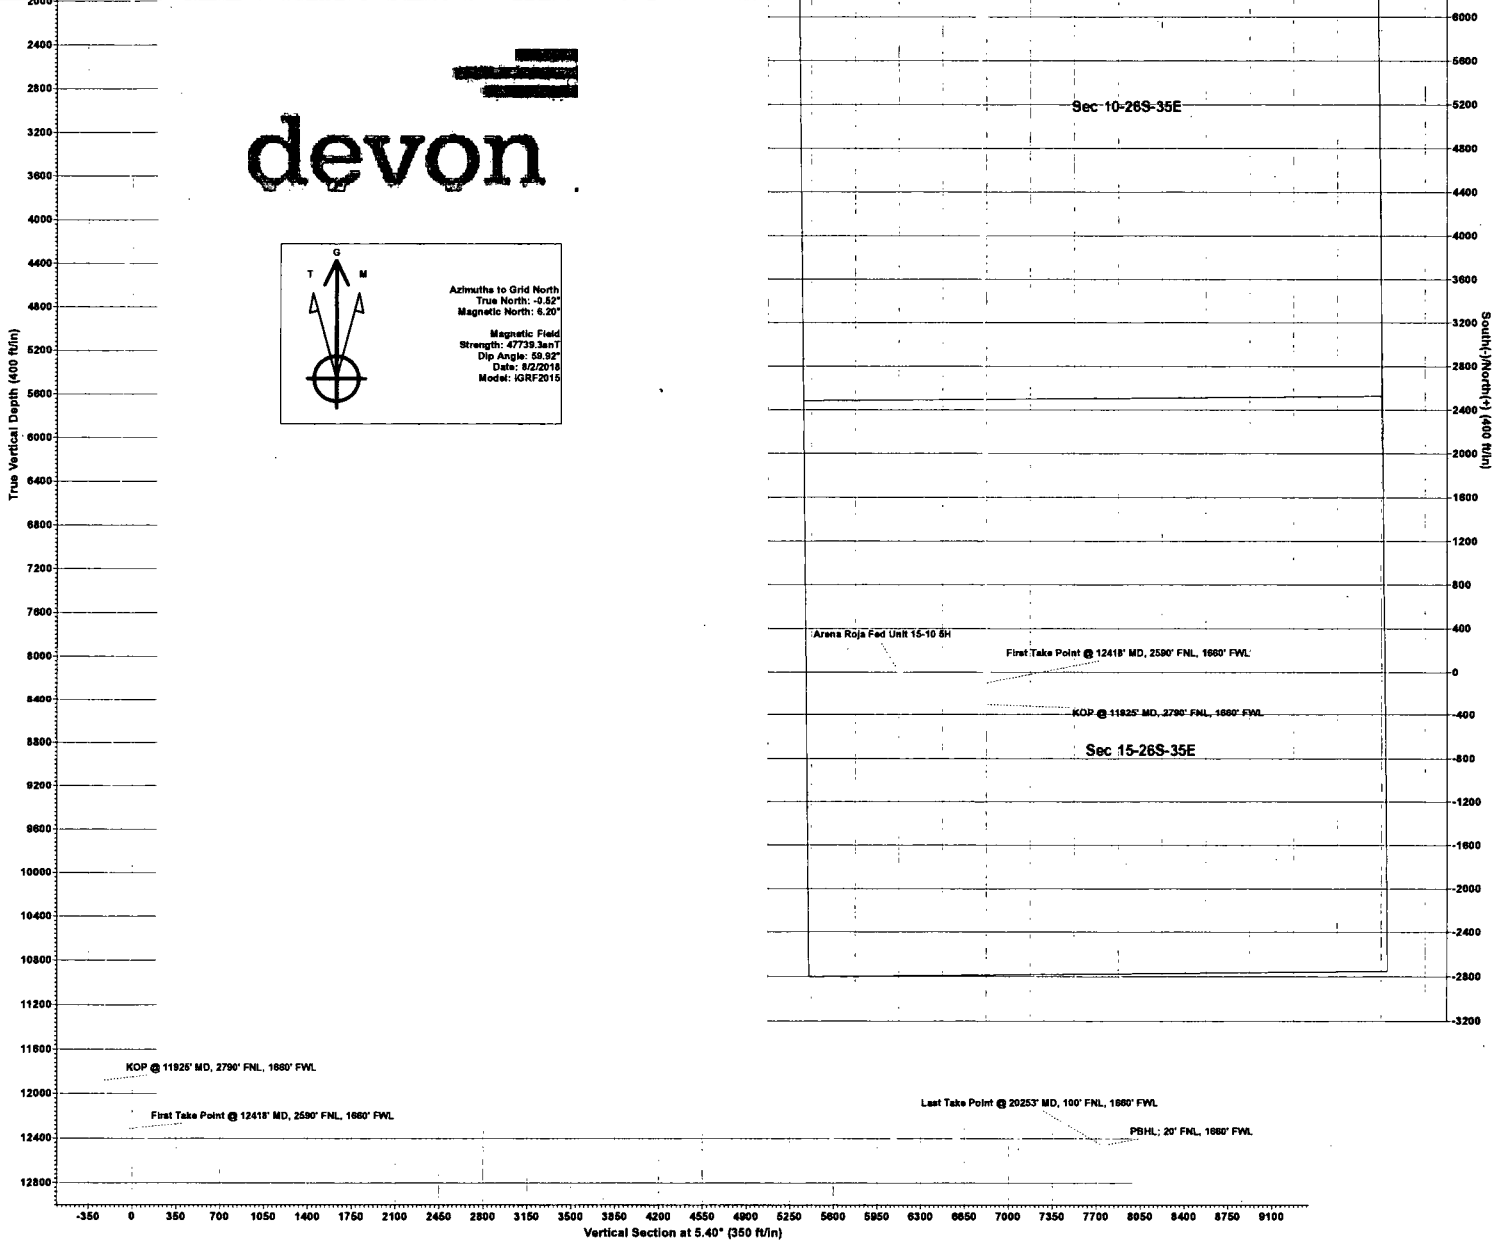 2000
2400
2800
3200
3600
4000
4400
4800
5200
5600
6000
6400
6800
7200
7600
8000
8400
8800
9200
9600
10000
10400
10800
11200
11600
12000
12400
12800
True Vertical Depth (400 ft/in)
devon
G
T M
Azimuths to Grid North
True North: -0.52°
Magnetic North: 6.20°
Magnetic Field
Strength: 47739.3snT
Dip Angle: 59.92°
Date: 8/2/2018
Model: IGRF2015
KOP @ 11925' MD, 2790' FNL, 1660' FWL
First Take Point @ 12418' MD, 2590' FNL, 1660' FWL
Last Take Point @ 20253' MD, 100' FNL, 1660' FWL
PBHL; 20' FNL, 1660' FWL
-350 0 350 700 1050 1400 1750 2100 2450 2800 3150 3500 3850 4200 4550 4900 5250 5600 5950 6300 6650 7000 7350 7700 8050 8400 8750 9100
Vertical Section at 5.40° (350 ft/in)
Sec 10-26S-35E
Arena Roja Fed Unit 15-10 5H
First Take Point @ 12418' MD, 2590' FNL, 1660' FWL
KOP @ 11925' MD, 2790' FNL, 1660' FWL
Sec 15-26S-35E
6000
5600
5200
4800
4400
4000
3600
3200
2800
2400
2000
1600
1200
800
400
0
-400
-800
-1200
-1600
-2000
-2400
-2800
-3200
South(-)/North(+) (400 ft/in)